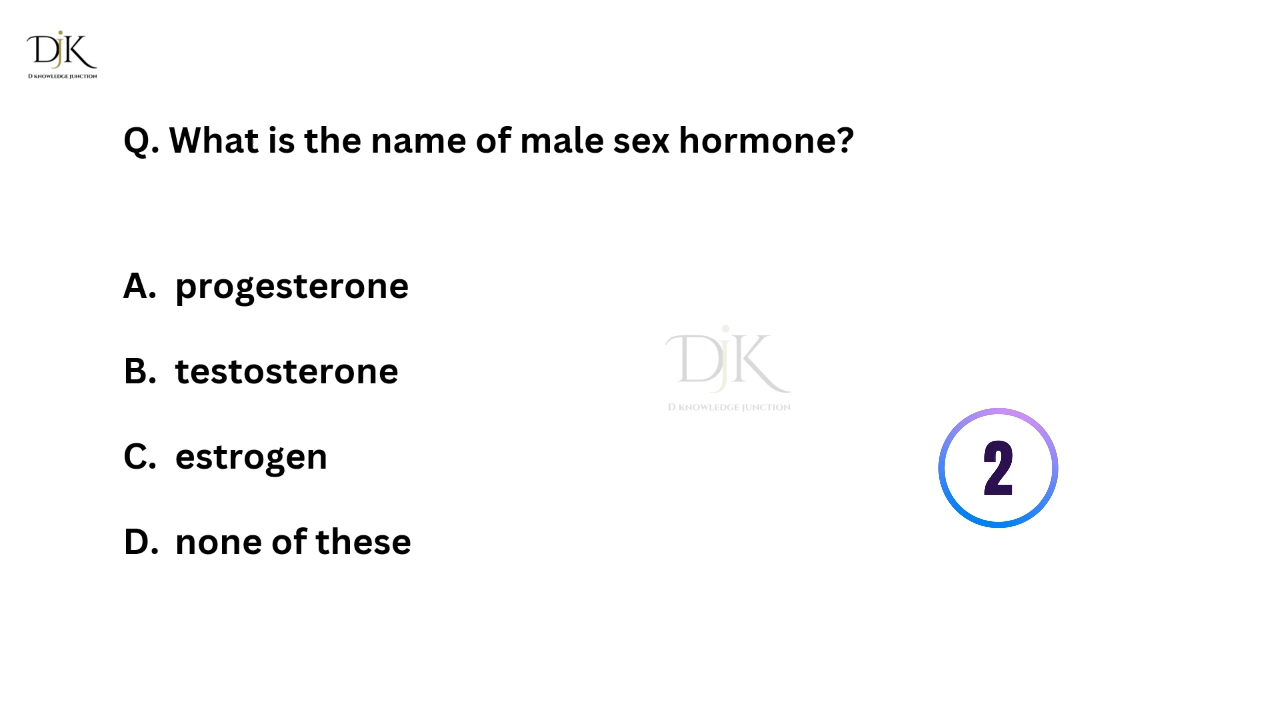 DjK
D KNOWLEDGE JUNCTION
Q. What is the name of male sex hormone?
A. progesterone
B. testosterone
C. estrogen
D. none of these
DjK
D KNOWLEDGE JUNCTION
2